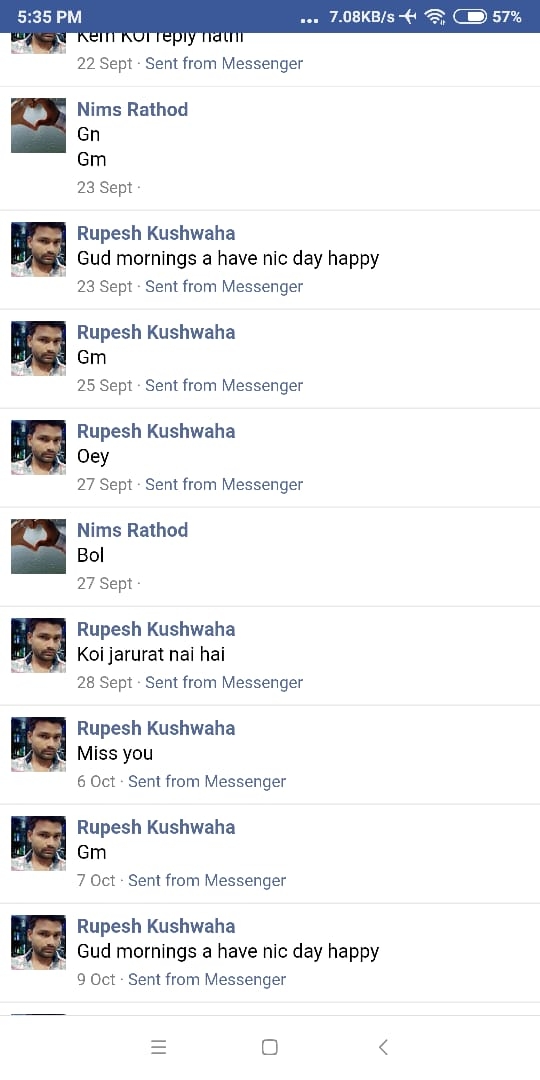 5:35 PM ... 7.08KB/s 57%
Kem KOI reply nathi
22 Sept · Sent from Messenger
Nims Rathod
Gn
Gm
23 Sept ·
Rupesh Kushwaha
Gud mornings a have nic day happy
23 Sept · Sent from Messenger
Rupesh Kushwaha
Gm
25 Sept · Sent from Messenger
Rupesh Kushwaha
Oey
27 Sept · Sent from Messenger
Nims Rathod
Bol
27 Sept ·
Rupesh Kushwaha
Koi jarurat nai hai
28 Sept · Sent from Messenger
Rupesh Kushwaha
Miss you
6 Oct · Sent from Messenger
Rupesh Kushwaha
Gm
7 Oct · Sent from Messenger
Rupesh Kushwaha
Gud mornings a have nic day happy
9 Oct · Sent from Messenger